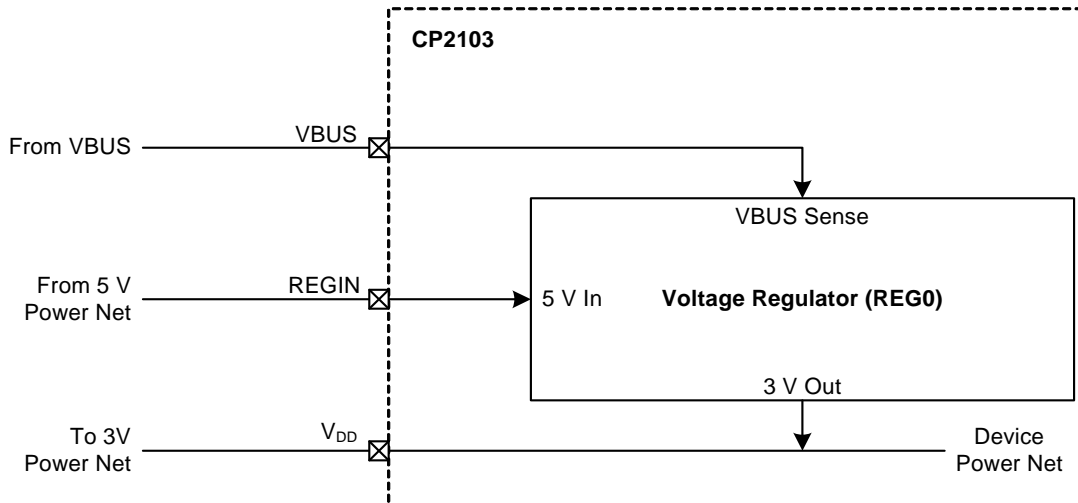 CP2103
From VBUS
VBUS
VBUS Sense
From 5 V
Power Net
REGIN
5 V In
Voltage Regulator (REG0)
3 V Out
To 3V
Power Net
VDD
Device
Power Net